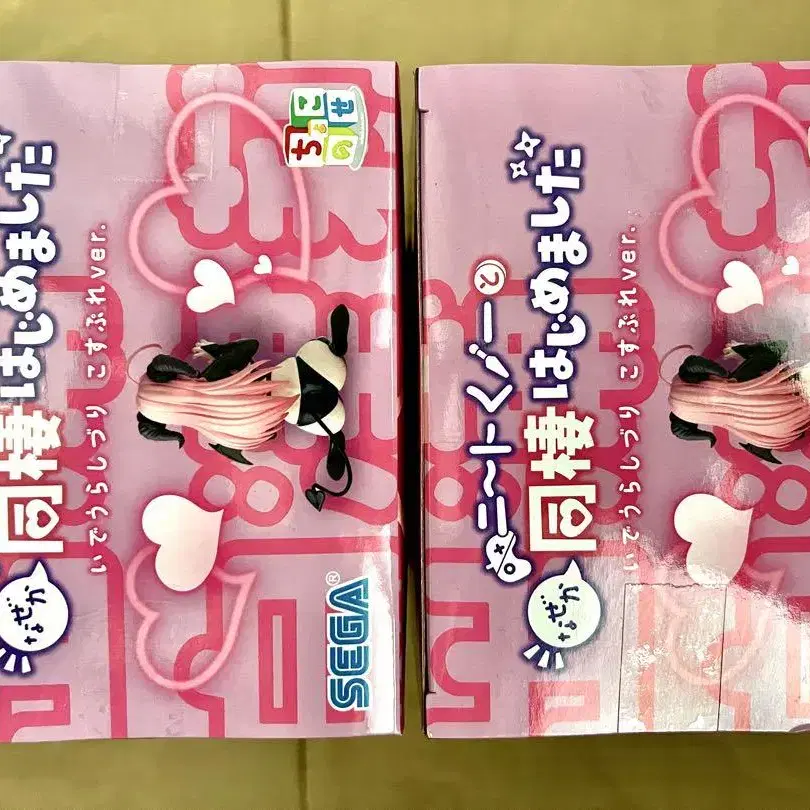 ちょこのせ
なぜか
同棲はじめました
いでうらしづり こすぷれver.
SEGA®
ニートくノ一と
なぜか
同棲はじめました
いでうらしづり こすぷれver.